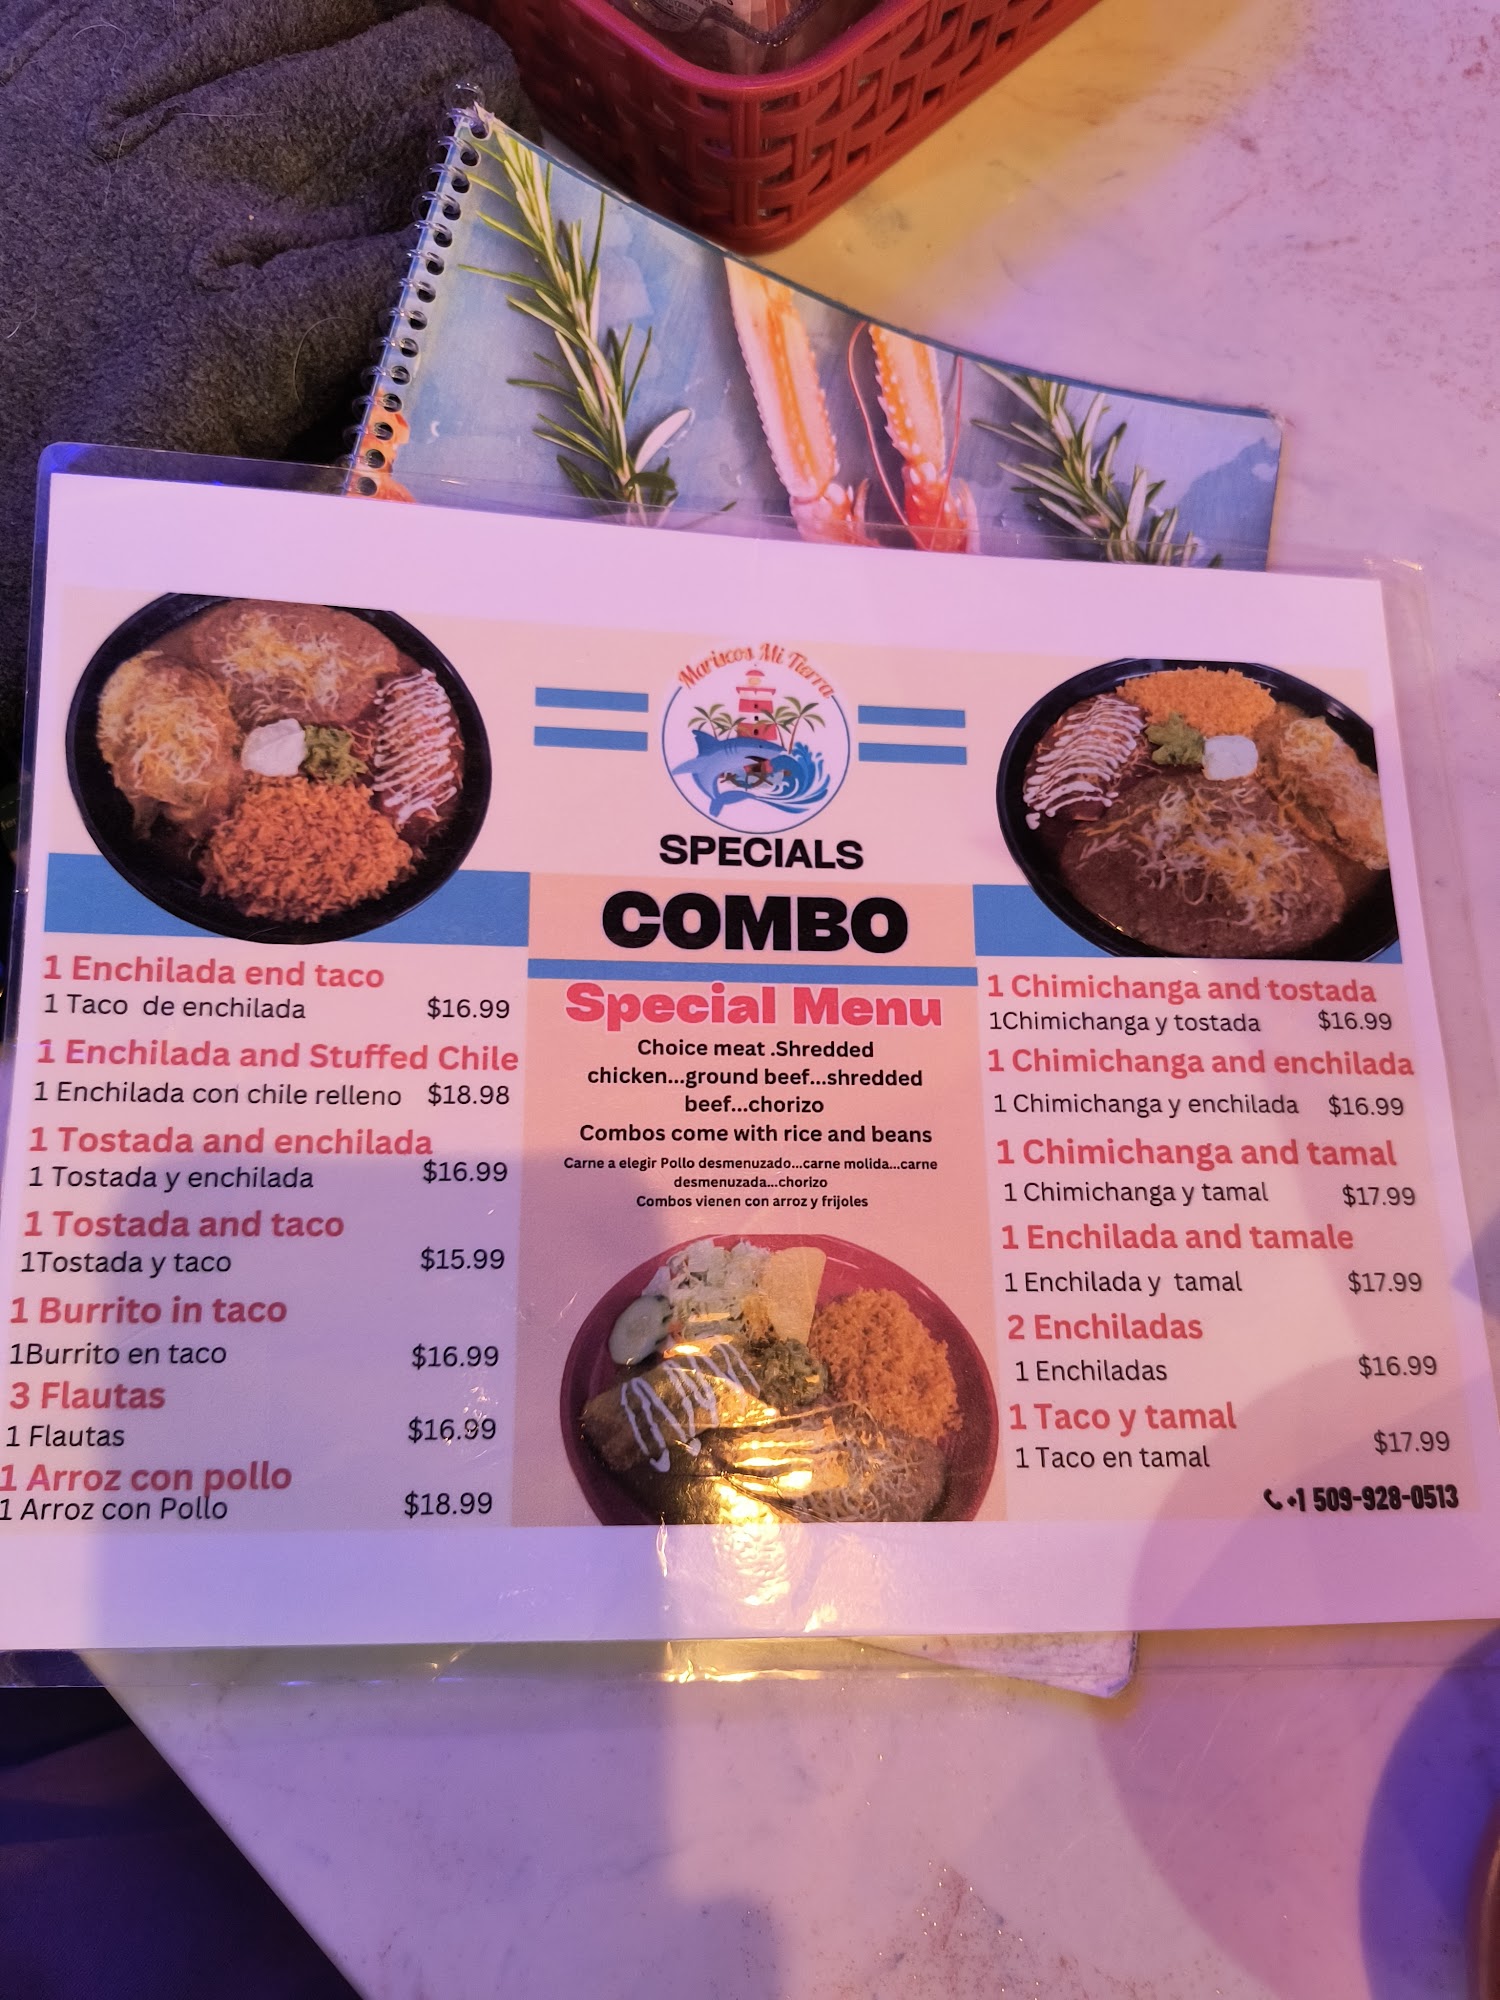 Mariscos Mi Tierra
SPECIALS
COMBO
1 Enchilada end taco
1 Taco de enchilada $16.99
1 Enchilada and Stuffed Chile
1 Enchilada con chile relleno $18.98
1 Tostada and enchilada
1 Tostada y enchilada $16.99
1 Tostada and taco
1Tostada y taco $15.99
1 Burrito in taco
1Burrito en taco $16.99
3 Flautas
1 Flautas $16.99
1 Arroz con pollo
1 Arroz con Pollo $18.99
Special Menu
Choice meat .Shredded
chicken...ground beef...shredded
beef...chorizo
Combos come with rice and beans
Carne a elegir Pollo desmenuzado...carne molida...carne
desmenuzada...chorizo
Combos vienen con arroz y frijoles
1 Chimichanga and tostada
1Chimichanga y tostada $16.99
1 Chimichanga and enchilada
1 Chimichanga y enchilada $16.99
1 Chimichanga and tamal
1 Chimichanga y tamal $17.99
1 Enchilada and tamale
1 Enchilada y tamal $17.99
2 Enchiladas
1 Enchiladas $16.99
1 Taco y tamal
1 Taco en tamal $17.99
+1 509-928-0513